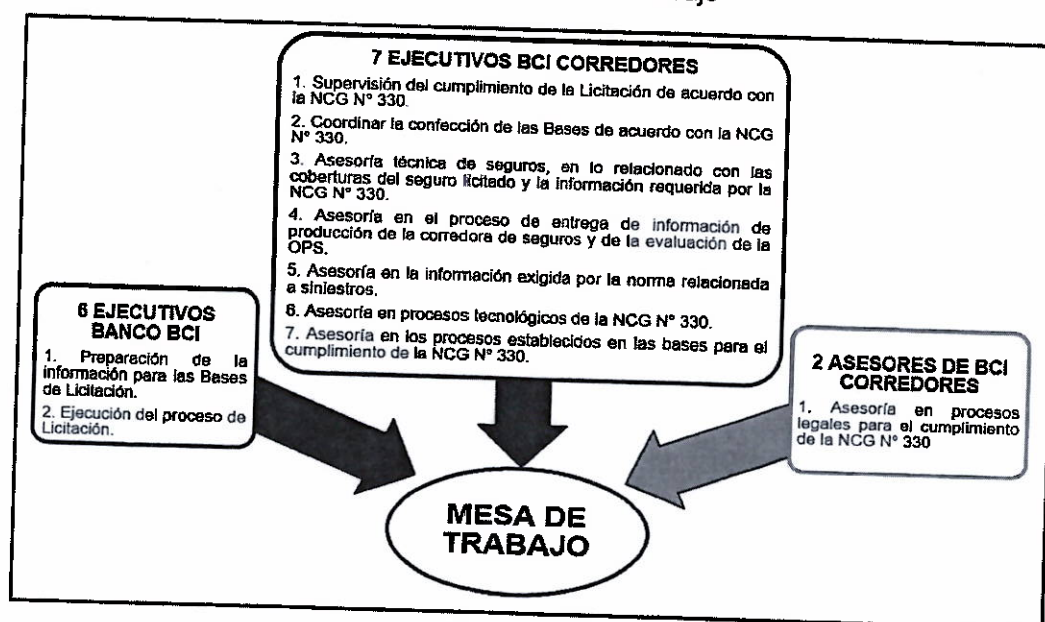 7 EJECUTIVOS BCI CORREDORES
1. Supervisión del cumplimiento de la Licitación de acuerdo con
la NCG N° 330.
2. Coordinar la confección de las Bases de acuerdo con la NCG
N° 330.
3. Asesoría técnica de seguros, en lo relacionado con las
coberturas del seguro licitado y la información requerida por la
NCG N° 330.
4. Asesoría en el proceso de entrega de información de
producción de la corredora de seguros y de la evaluación de la
OPS.
5. Asesoría en la información exigida por la norma relacionada
a siniestros.
6. Asesoría en procesos tecnológicos de la NCG N° 330.
7. Asesoría en los procesos establecidos en las bases para el
cumplimiento de la NCG N° 330.
6 EJECUTIVOS
BANCO BCI
1. Preparación de la
información para las Bases
de Licitación.
2. Ejecución del proceso de
Licitación.
2 ASESORES DE BCI
CORREDORES
1. Asesoría en procesos
legales para el cumplimiento
de la NCG N° 330
MESA DE
TRABAJO